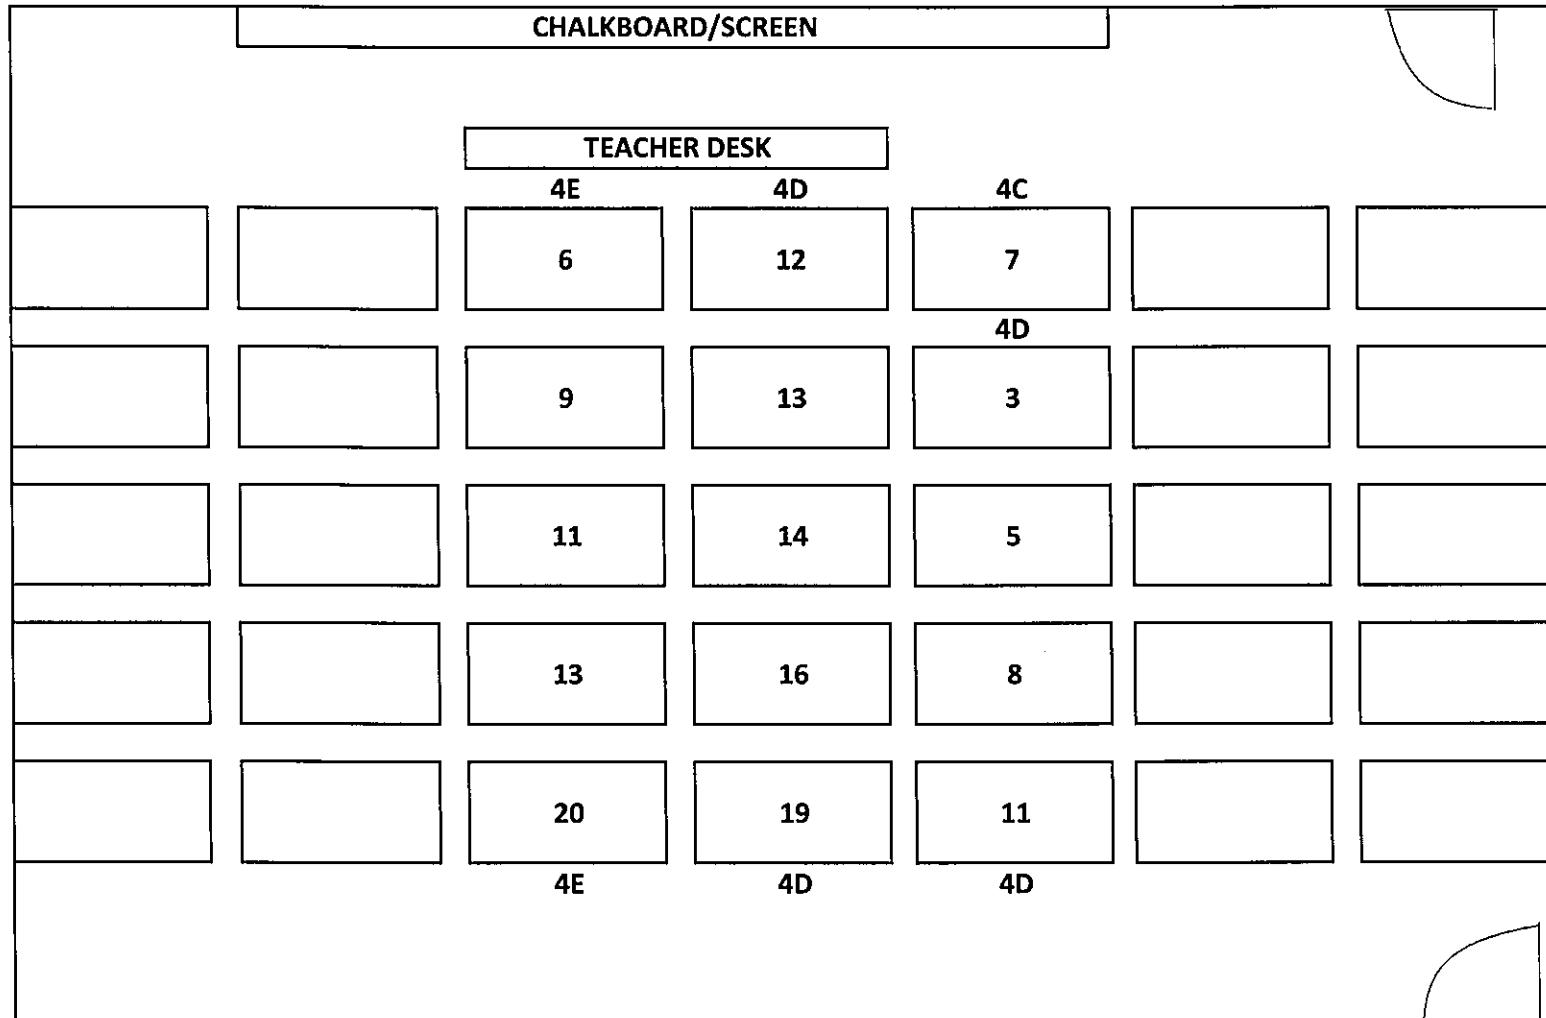 CHALKBOARD/SCREEN
TEACHER DESK
4E 4D 4C
6 12 7
4D
9 13 3
11 14 5
13 16 8
20 19 11
4E 4D 4D